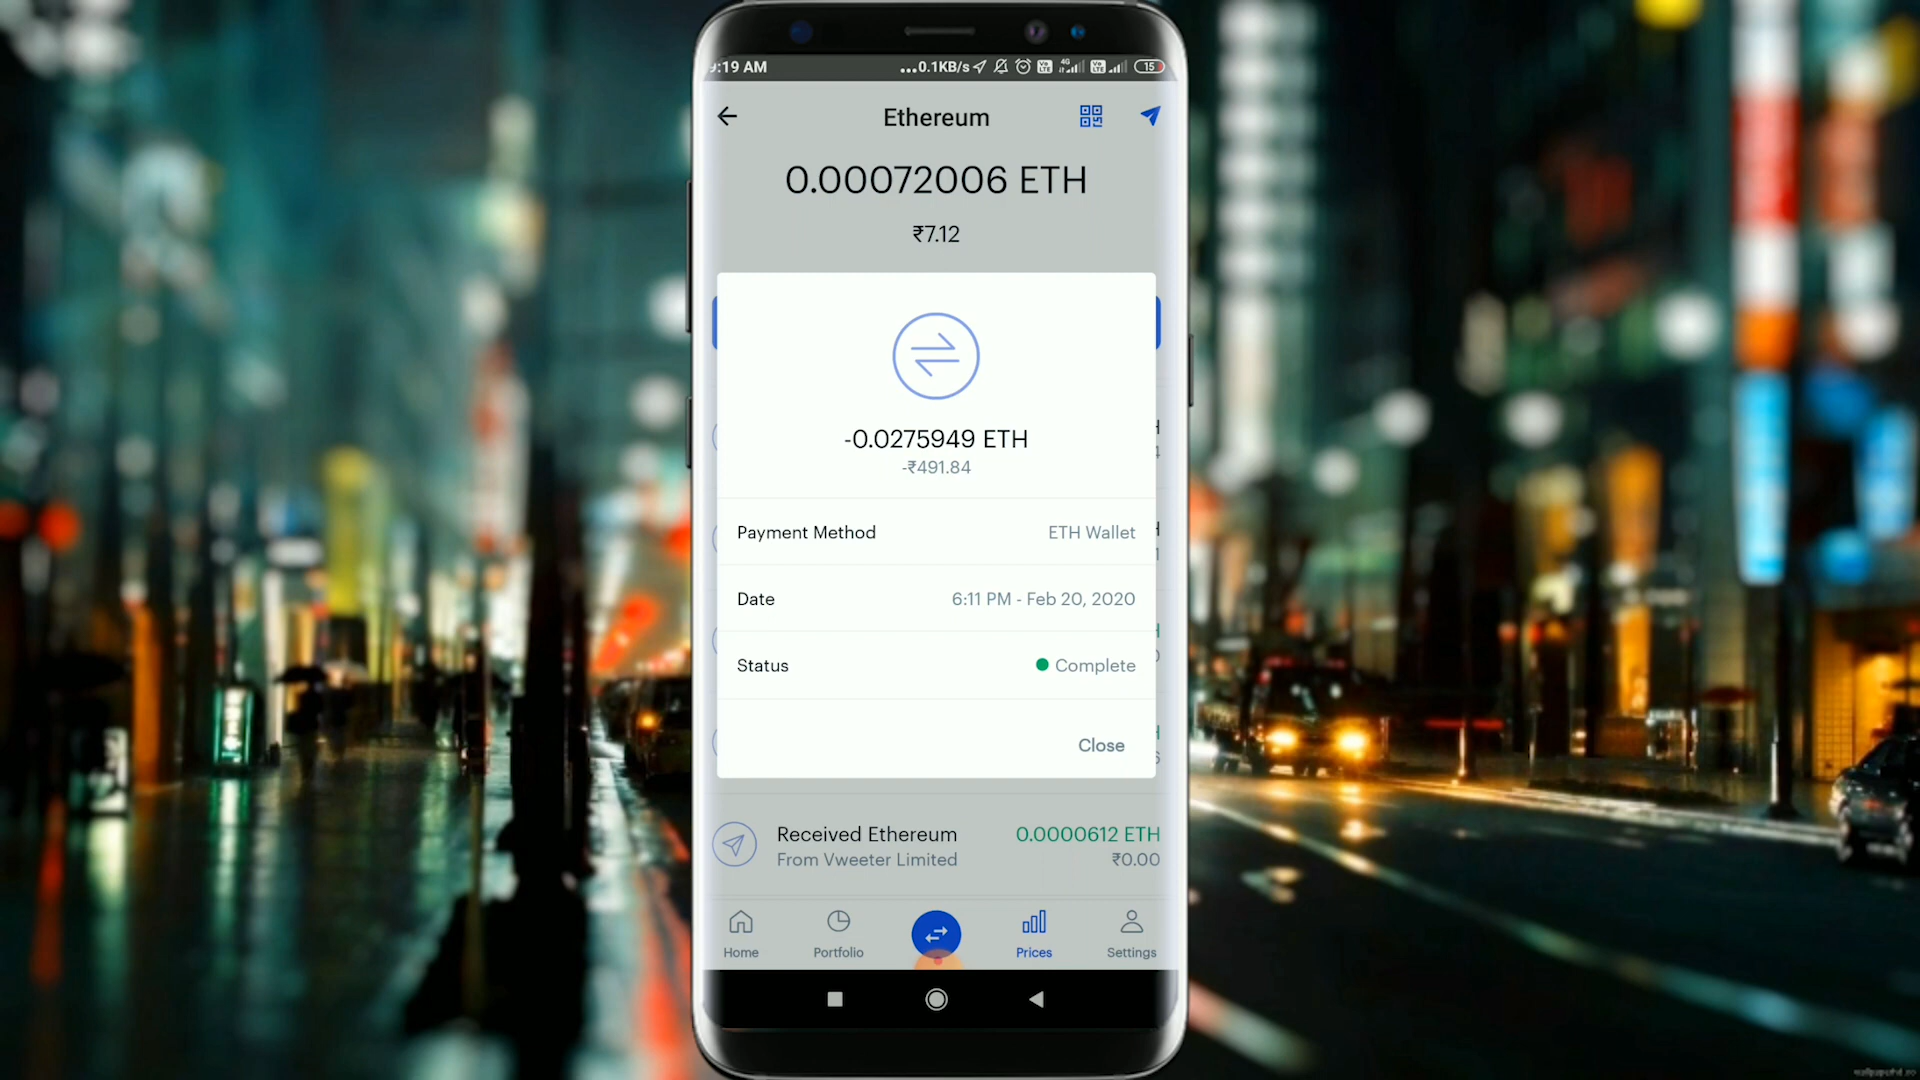 :19 AM
...0.1KB/s
4G
15
Ethereum
0.00072006 ETH
₹7.12
-0.0275949 ETH
-₹491.84
Payment Method
ETH Wallet
Date
6:11 PM - Feb 20, 2020
Status
Complete
Close
Received Ethereum
0.0000612 ETH
From Vweeter Limited
₹0.00
Home
Portfolio
Prices
Settings